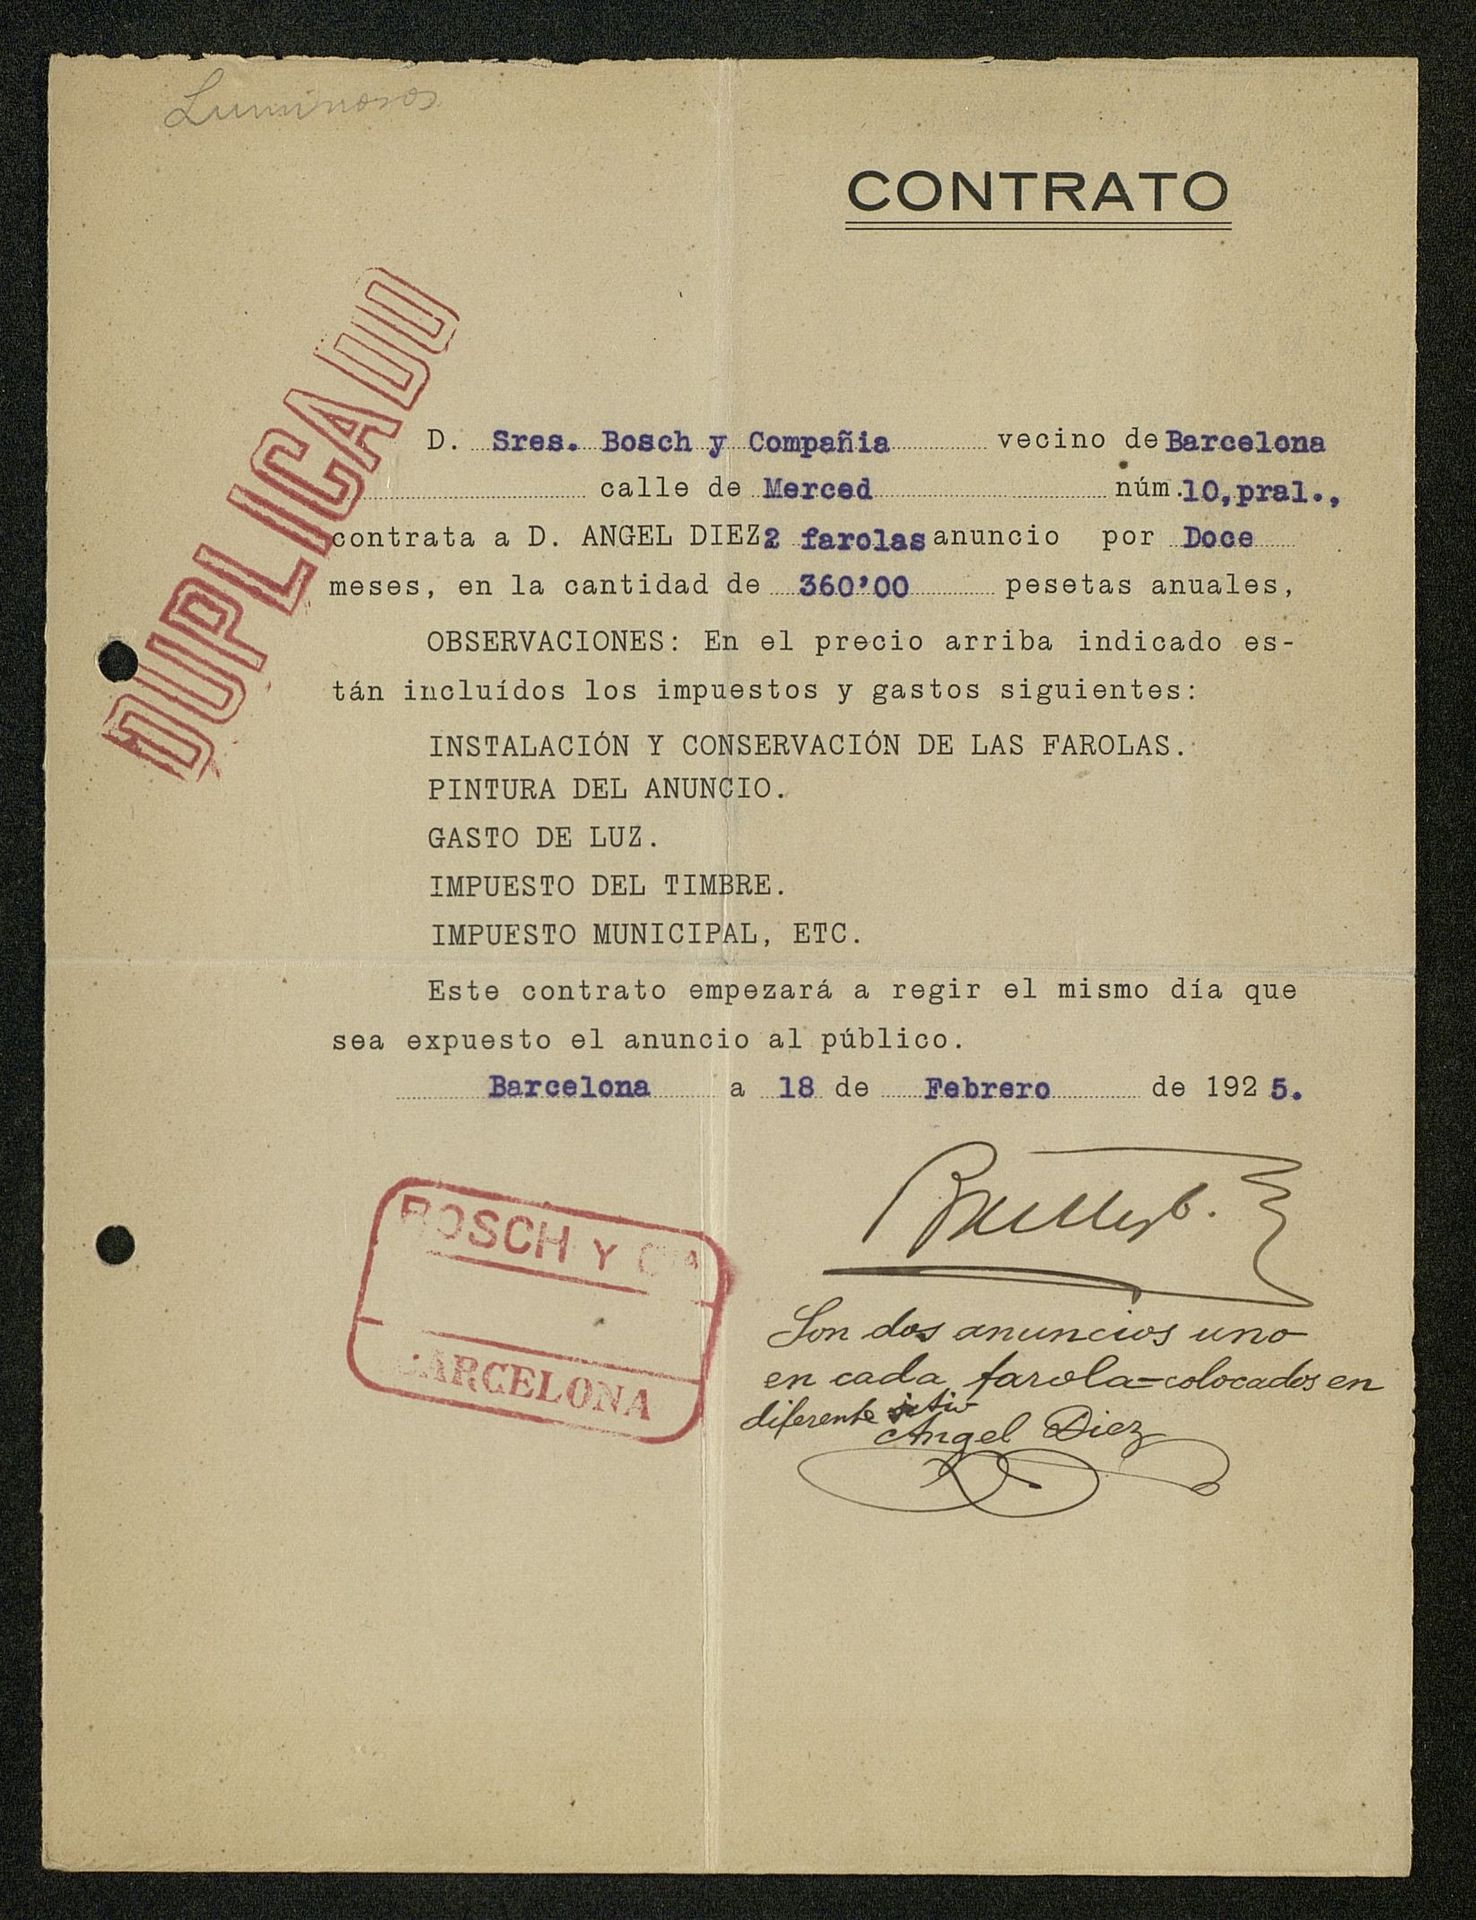 Luminosos
CONTRATO
DUPLICADO
D. Sres. Bosch y Compañia vecino de Barcelona
calle de Merced núm. 10, pral.,
contrata a D. ANGEL DIEZ 2 farolas anuncio por Doce
meses, en la cantidad de 360'00 pesetas anuales,
OBSERVACIONES: En el precio arriba indicado es-
tán incluídos los impuestos y gastos siguientes:
INSTALACIÓN Y CONSERVACIÓN DE LAS FAROLAS.
PINTURA DEL ANUNCIO.
GASTO DE LUZ.
IMPUESTO DEL TIMBRE.
IMPUESTO MUNICIPAL, ETC.
Este contrato empezará a regir el mismo día que
sea expuesto el anuncio al público.
Barcelona a 18 de Febrero de 1925.
BOSCH Y CIA
BARCELONA
Son dos anuncios uno
en cada farola=colocados en
diferente sitio
Angel Diez